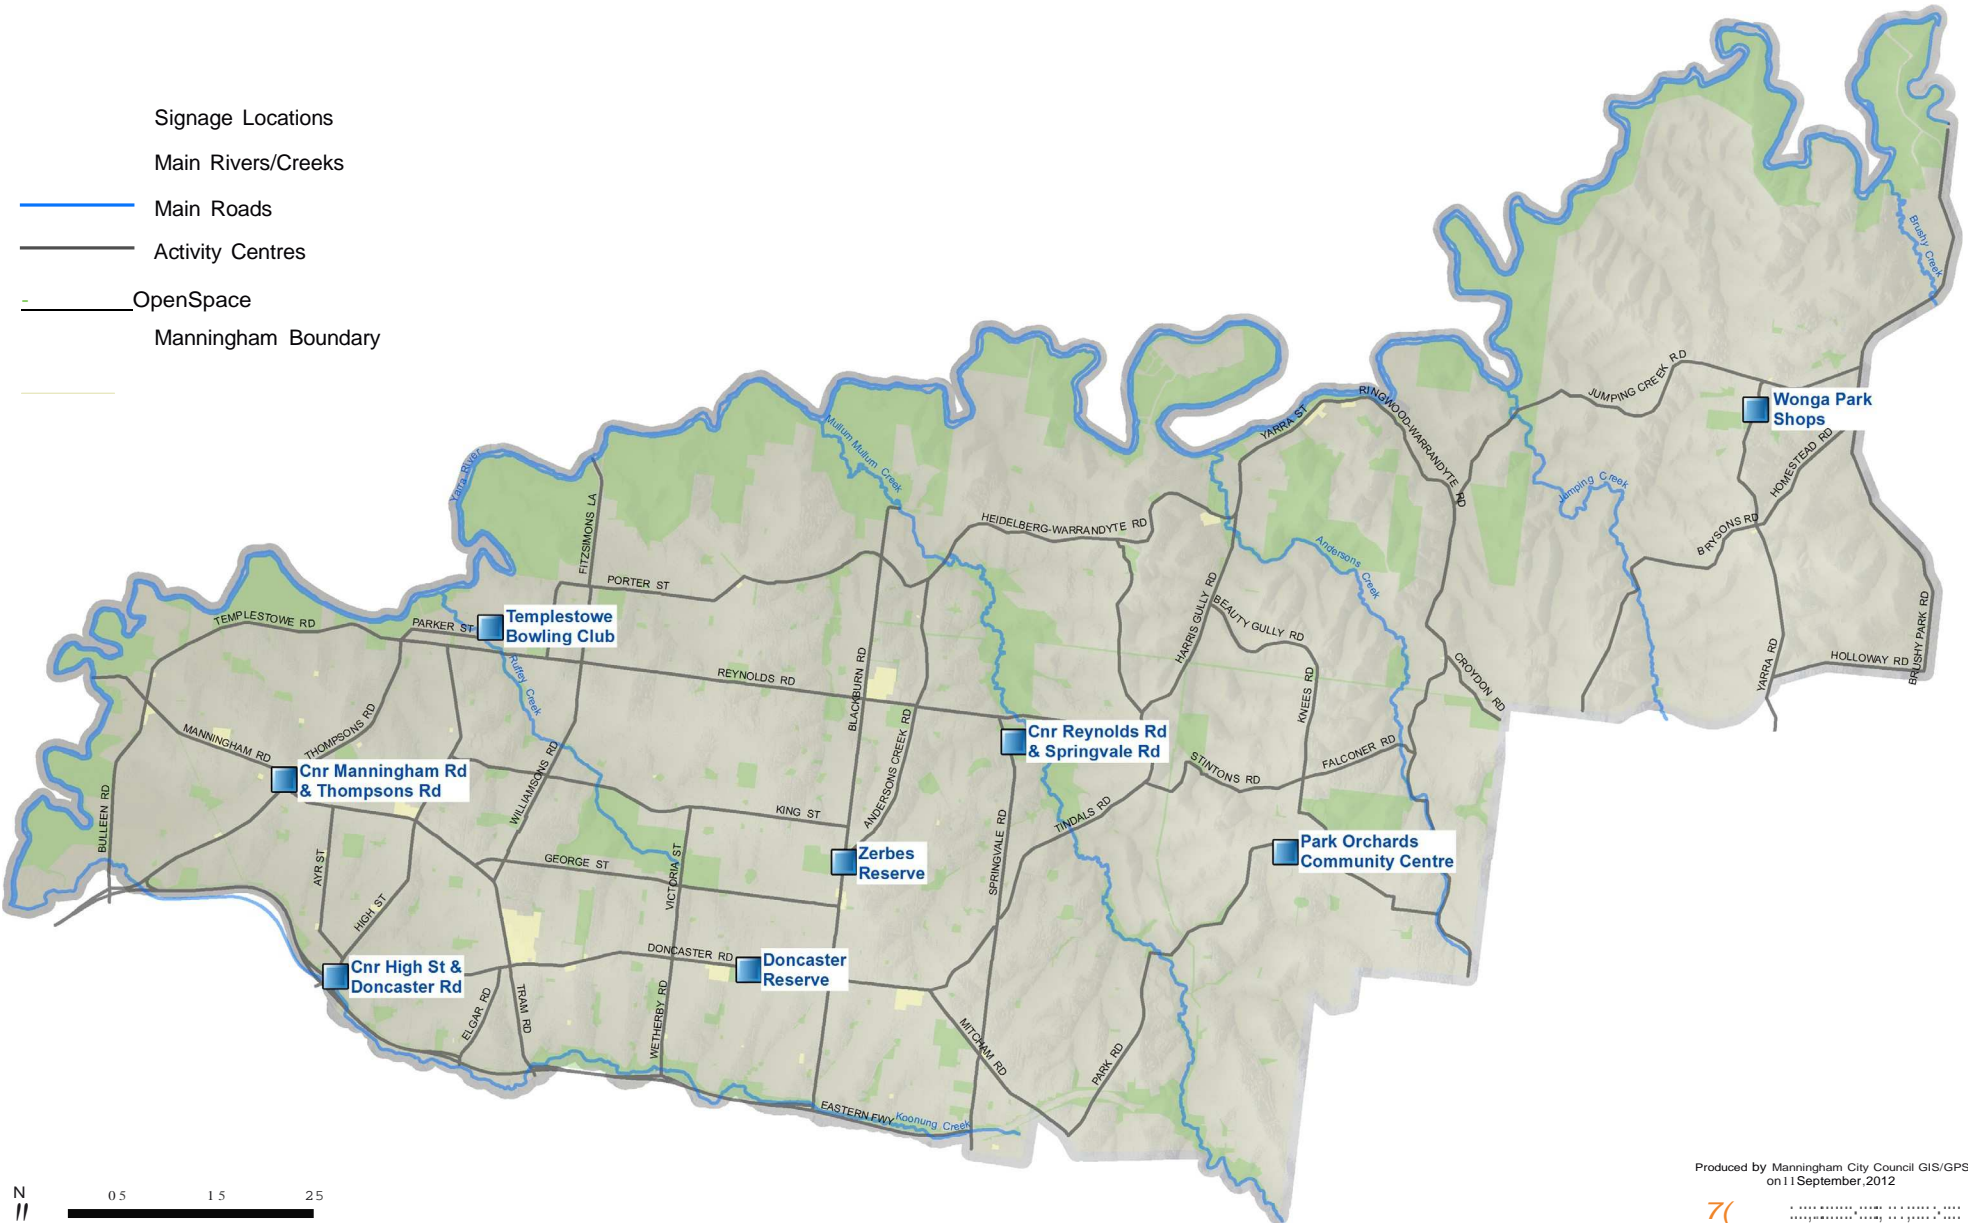 Signage Locations
Main Rivers/Creeks
Main Roads
Activity Centres
OpenSpace
Manningham Boundary
Brushy Creek
JUMPING CREEK RD
Wonga Park
Shops
RINGWOOD-WARRANDYTE RD
YARRA ST
HOMESTEAD RD
Mullum Mullum Creek
Yarra River
Jumping Creek
FITZSIMONS LA
HEIDELBERG-WARRANDYTE RD
BRYSONS RD
Andersons Creek
PORTER ST
HARRIS GULLY RD
BEAUTY GULLY RD
BRUSHY PARK RD
TEMPLESTOWE RD
PARKER ST
Templestowe
Bowling Club
Ruffey Creek
REYNOLDS RD
BLACKBURN RD
HOLLOWAY RD
YARRA RD
CROYDON RD
KNEES RD
MANNINGHAM RD
THOMPSONS RD
Cnr Reynolds Rd
& Springvale Rd
Cnr Manningham Rd
& Thompsons Rd
WILLIAMSONS RD
ANDERSONS CREEK RD
STINTONS RD
FALCONER RD
BULLEEN RD
KING ST
TINDALS RD
SPRINGVALE RD
Park Orchards
Community Centre
Zerbes
Reserve
AYR ST
GEORGE ST
VICTORIA ST
HIGH ST
DONCASTER RD
Doncaster
Reserve
Cnr High St &
Doncaster Rd
ELGAR RD
TRAM RD
WETHERBY RD
MITCHAM RD
PARK RD
EASTERN FWY
Koonung Creek
Produced by Manningham City Council GIS/GPS
on 11 September, 2012
N
0 5 1 5 2 5
7(